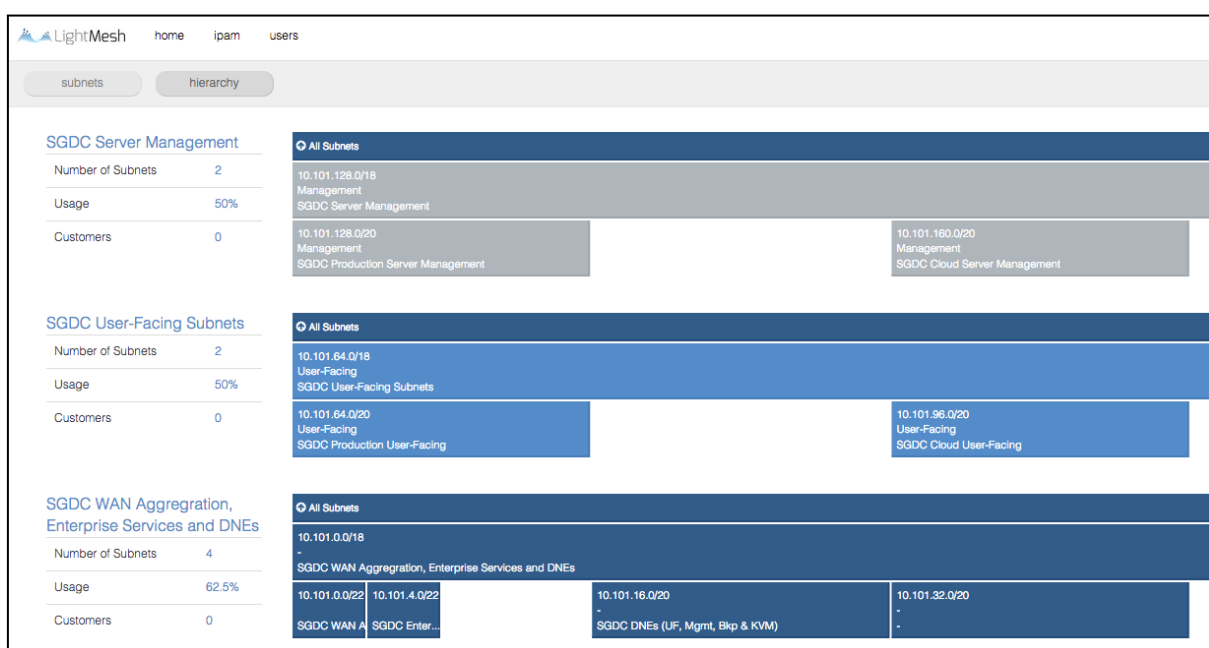 LightMesh home ipam users
subnets hierarchy
SGDC Server Management
Number of Subnets 2
Usage 50%
Customers 0
All Subnets
10.101.128.0/18
Management
SGDC Server Management
10.101.128.0/20
Management
SGDC Production Server Management
10.101.160.0/20
Management
SGDC Cloud Server Management
SGDC User-Facing Subnets
Number of Subnets 2
Usage 50%
Customers 0
All Subnets
10.101.64.0/18
User-Facing
SGDC User-Facing Subnets
10.101.64.0/20
User-Facing
SGDC Production User-Facing
10.101.96.0/20
User-Facing
SGDC Cloud User-Facing
SGDC WAN Aggregration,
Enterprise Services and DNEs
Number of Subnets 4
Usage 62.5%
Customers 0
All Subnets
10.101.0.0/18
-
SGDC WAN Aggregration, Enterprise Services and DNEs
10.101.0.0/22
SGDC WAN A
10.101.4.0/22
SGDC Enter...
10.101.16.0/20
-
SGDC DNEs (UF, Mgmt, Bkp & KVM)
10.101.32.0/20
-
-